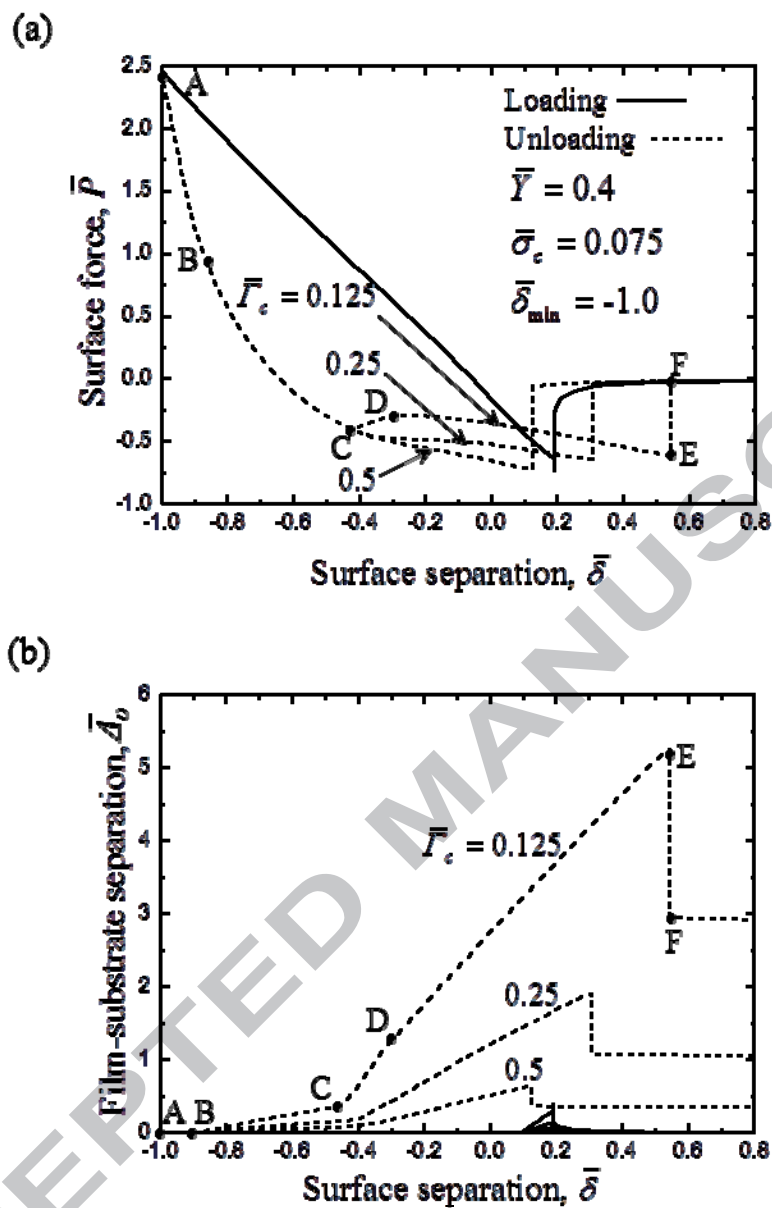 (a)
Surface force, P̅
2.5
2.0
1.5
1.0
0.5
0.0
-0.5
-1.0
A
B
C
D
E
F
Loading
Unloading
Y̅ = 0.4
σ̅c = 0.075
δ̅min = -1.0
Γ̅c = 0.125
0.25
0.5
-1.0 -0.8 -0.6 -0.4 -0.2 0.0 0.2 0.4 0.6 0.8
Surface separation, δ̅
(b)
Film-substrate separation, Δ̅o
6
5
4
3
2
1
0
A B
C
D
E
F
Γ̅c = 0.125
0.25
0.5
-1.0 -0.8 -0.6 -0.4 -0.2 0.0 0.2 0.4 0.6 0.8
Surface separation, δ̅
EPTED MANUSC